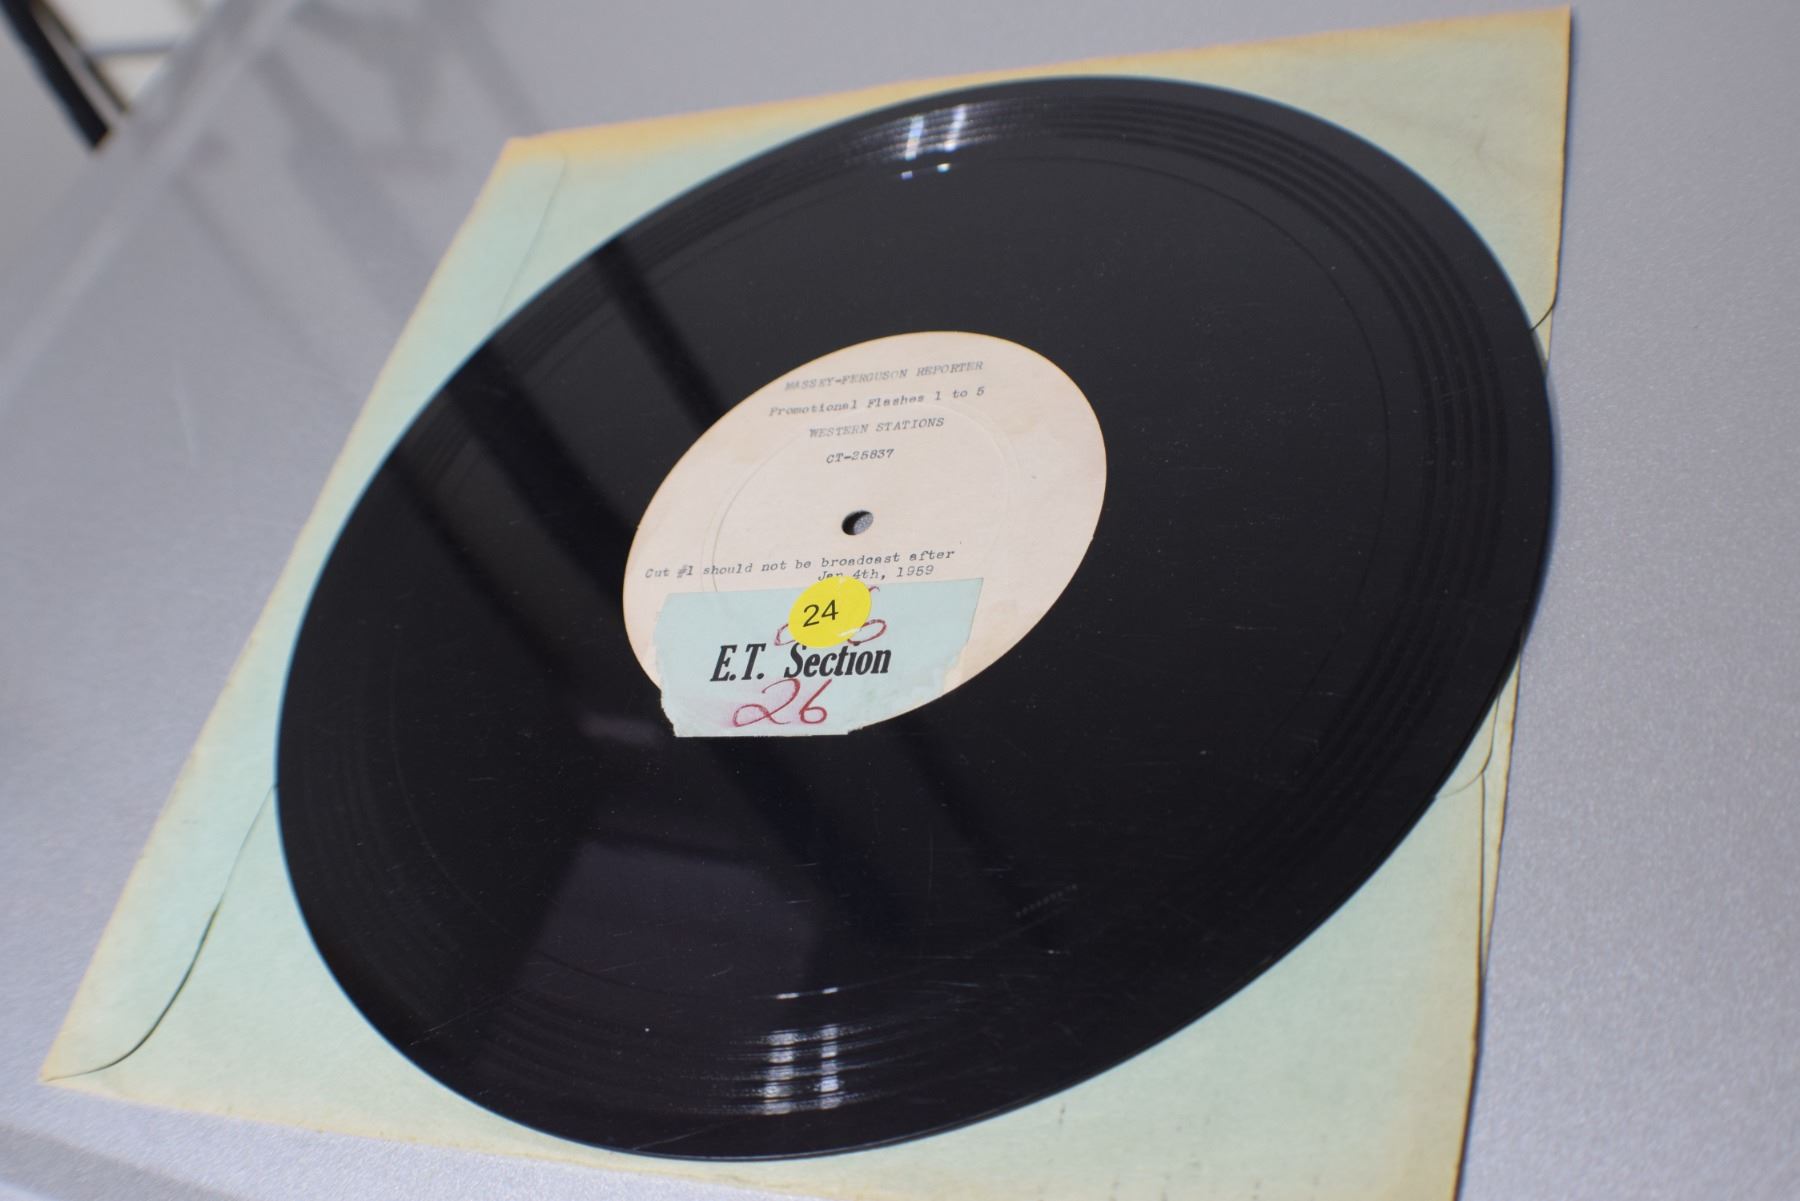 MASSEY-FERGUSON REPORTER
Promotional Flashes 1 to 5
WESTERN STATIONS
CT-25837
Cut #1 should not be broadcast after
Jan 4th, 1959
24
E.T. Section
26